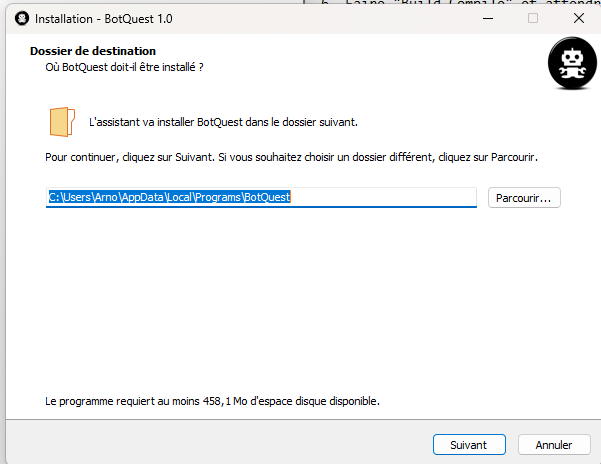 6. Faire "Build Compile" et attendr
Installation - BotQuest 1.0
Dossier de destination
Où BotQuest doit-il être installé ?
L'assistant va installer BotQuest dans le dossier suivant.
Pour continuer, cliquez sur Suivant. Si vous souhaitez choisir un dossier différent, cliquez sur Parcourir.
C:\Users\Arno\AppData\Local\Programs\BotQuest
Parcourir...
Le programme requiert au moins 458,1 Mo d'espace disque disponible.
Suivant
Annuler